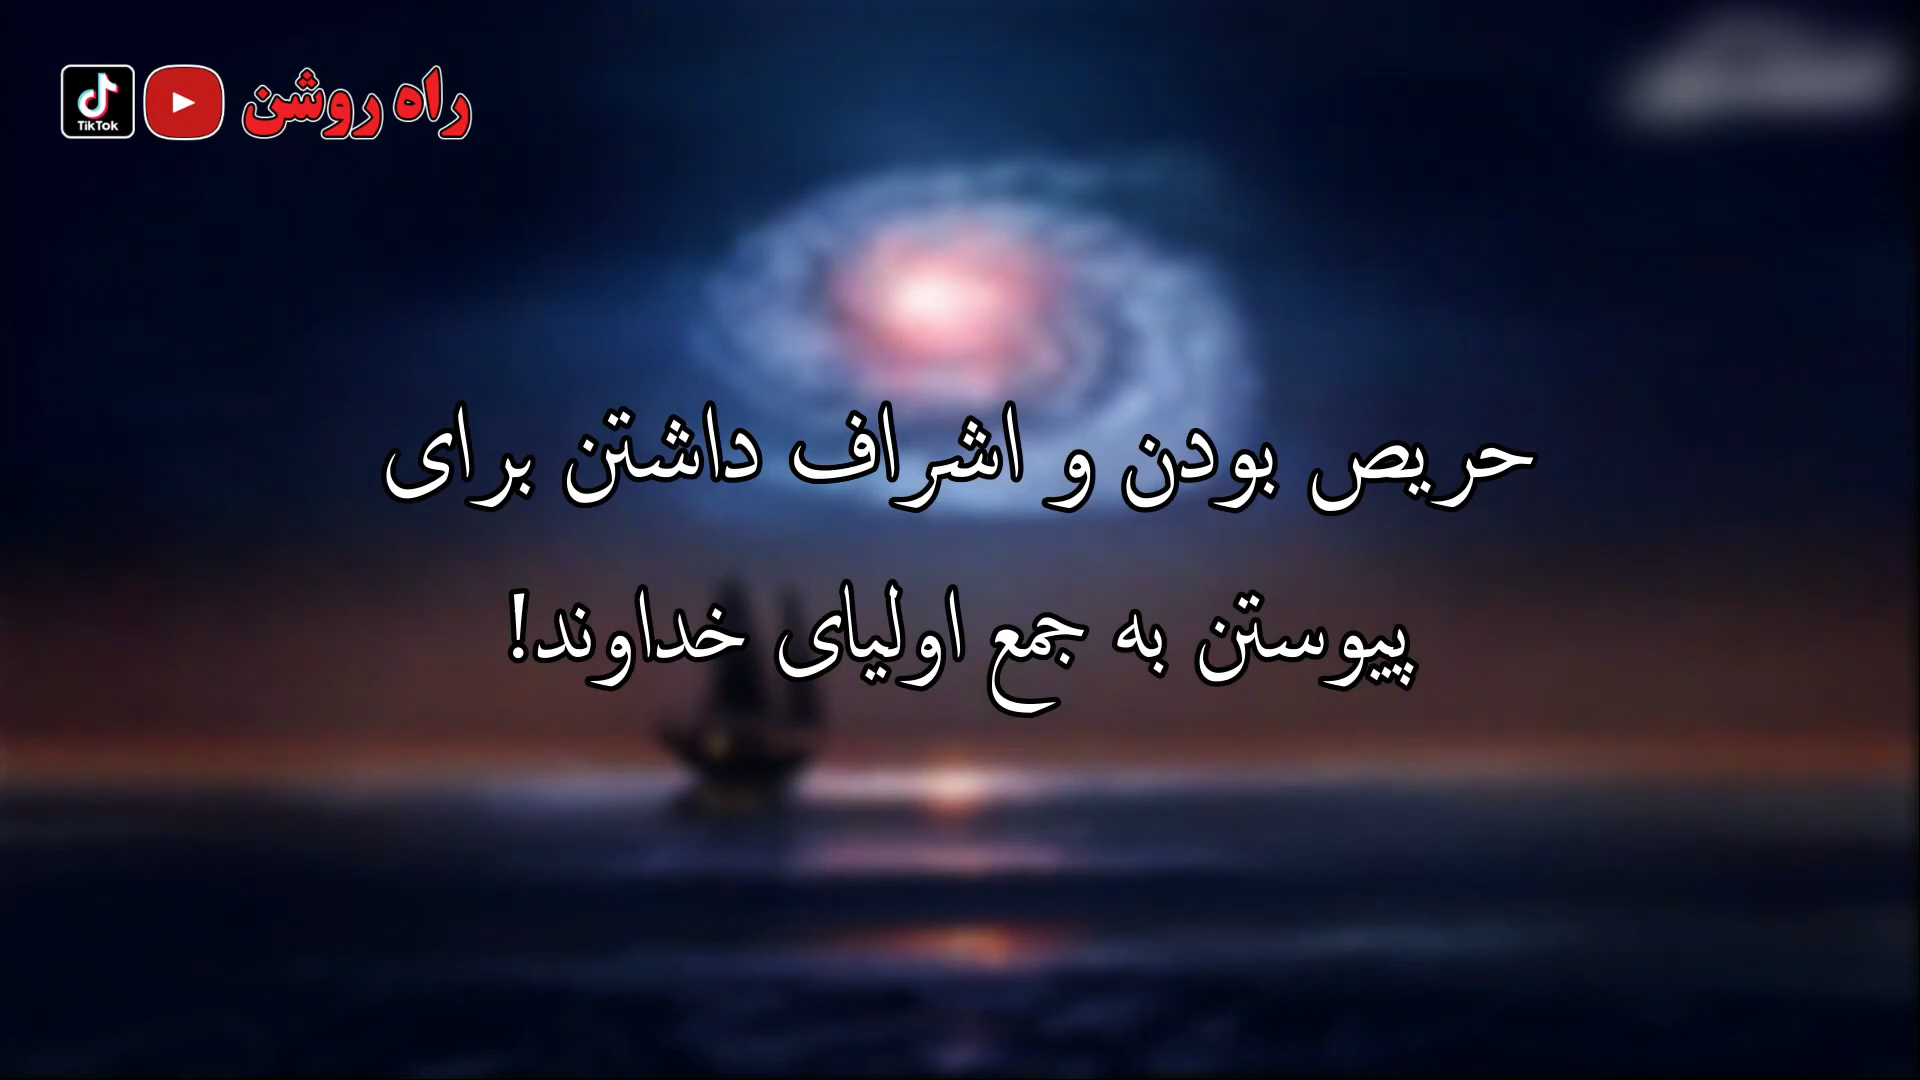 راه روشن
TikTok
حریص بودن و اشراف داشتن برای
پیوستن به جمع اولیای خداوند!